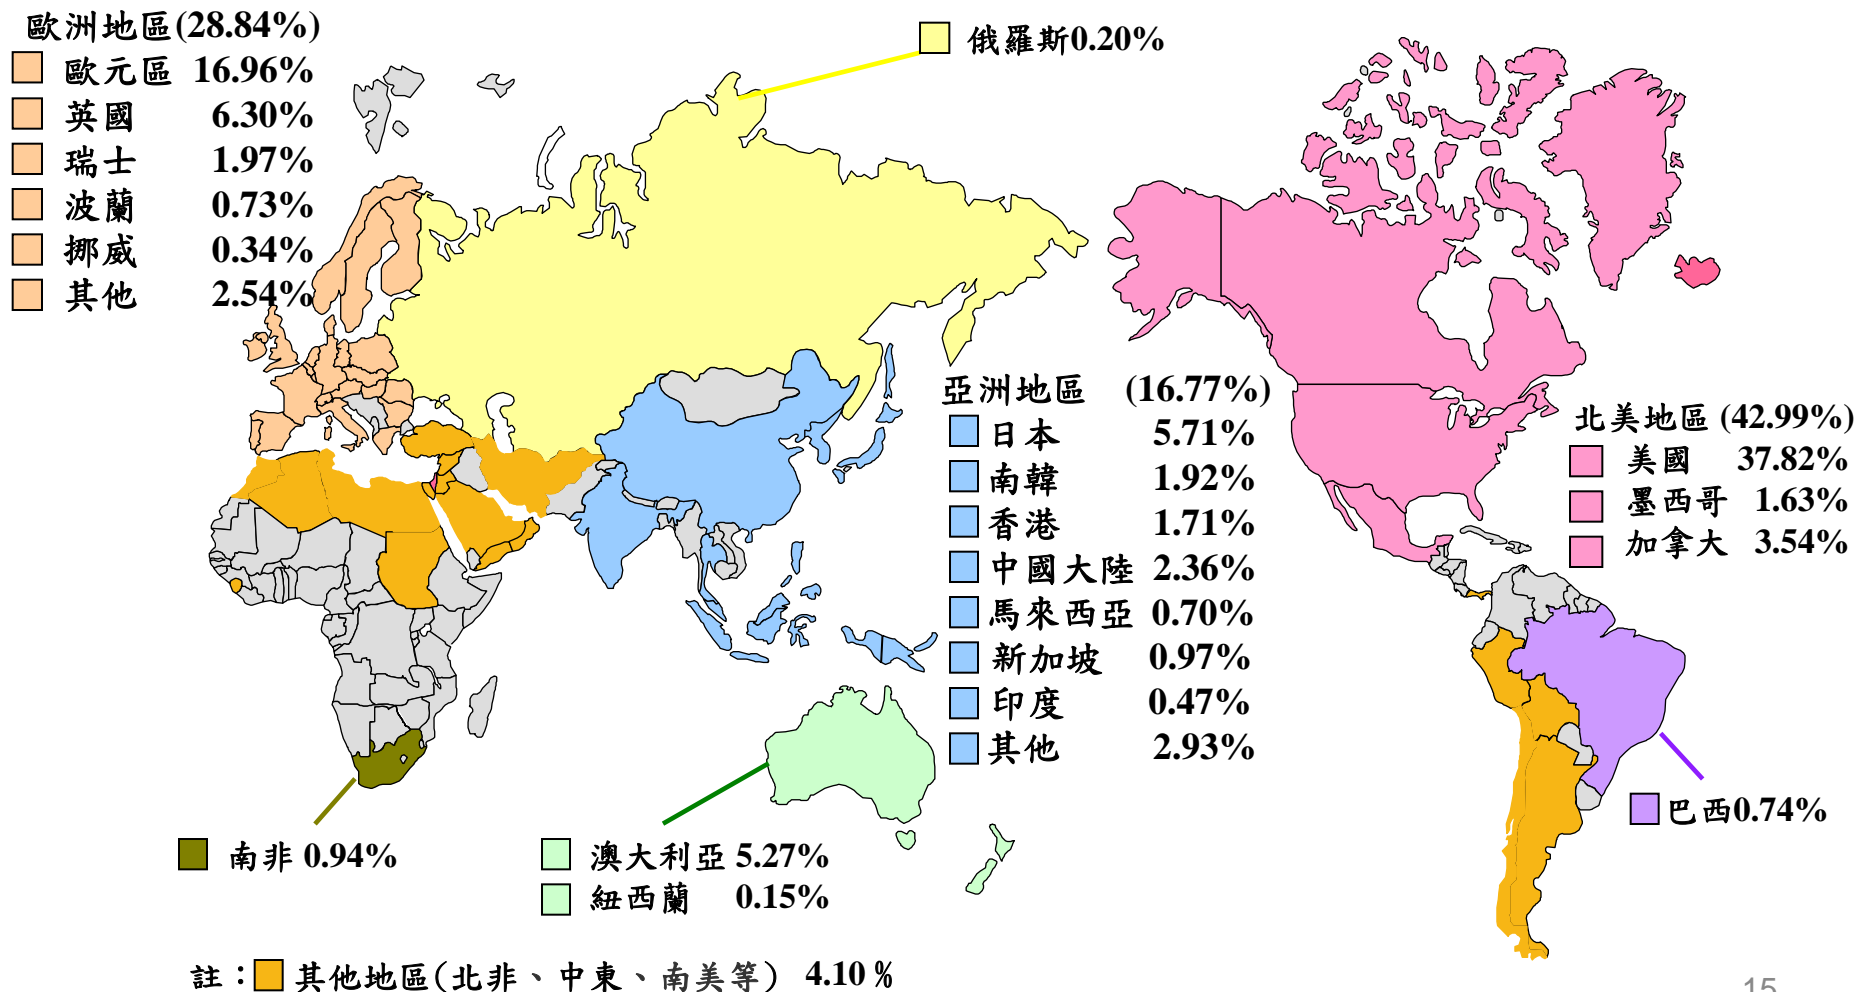 歐洲地區(28.84%)
歐元區 16.96%
英國 6.30%
瑞士 1.97%
波蘭 0.73%
挪威 0.34%
其他 2.54%
俄羅斯0.20%
亞洲地區 (16.77%)
日本 5.71%
南韓 1.92%
香港 1.71%
中國大陸 2.36%
馬來西亞 0.70%
新加坡 0.97%
印度 0.47%
其他 2.93%
北美地區 (42.99%)
美國 37.82%
墨西哥 1.63%
加拿大 3.54%
巴西0.74%
南非 0.94%
澳大利亞 5.27%
紐西蘭 0.15%
註：其他地區(北非、中東、南美等) 4.10%
15